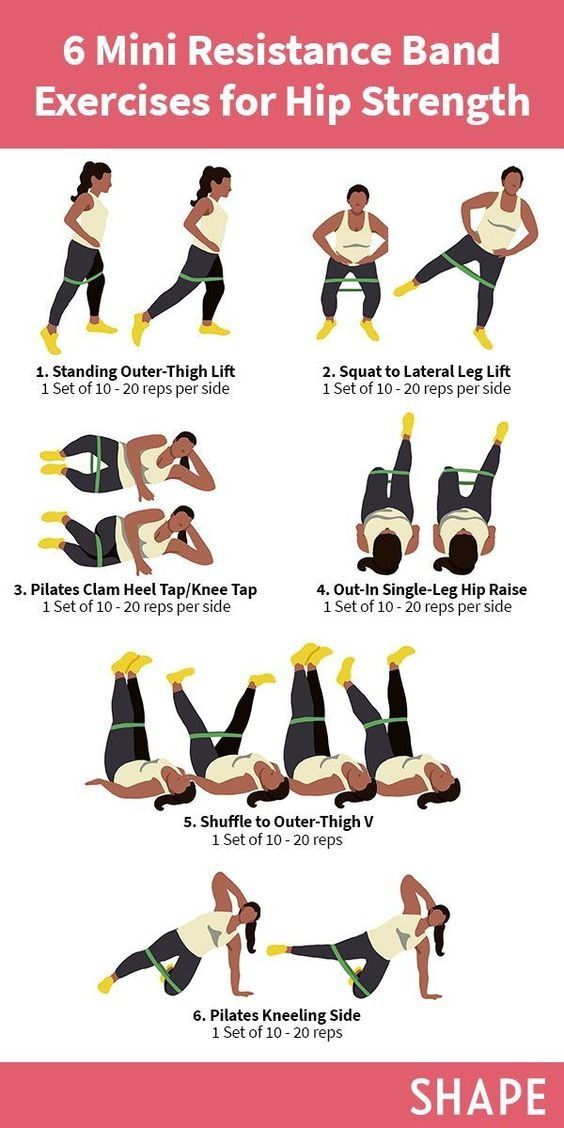 6 Mini Resistance Band
Exercises for Hip Strength
1. Standing Outer-Thigh Lift
1 Set of 10 - 20 reps per side
2. Squat to Lateral Leg Lift
1 Set of 10 - 20 reps per side
3. Pilates Clam Heel Tap/Knee Tap
1 Set of 10 - 20 reps per side
4. Out-In Single-Leg Hip Raise
1 Set of 10 - 20 reps per side
5. Shuffle to Outer-Thigh V
1 Set of 10 - 20 reps
6. Pilates Kneeling Side
1 Set of 10 - 20 reps
SHAPE